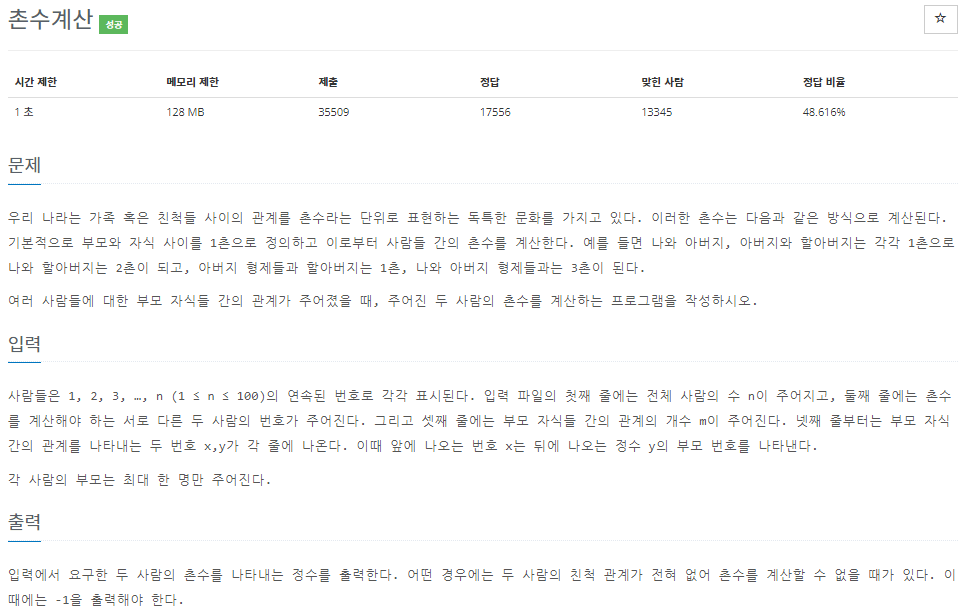 촌수계산 성공
☆
시간 제한 메모리 제한 제출 정답 맞힌 사람 정답 비율
1 초 128 MB 35509 17556 13345 48.616%
문제
우리 나라는 가족 혹은 친척들 사이의 관계를 촌수라는 단위로 표현하는 독특한 문화를 가지고 있다. 이러한 촌수는 다음과 같은 방식으로 계산된다.
기본적으로 부모와 자식 사이를 1촌으로 정의하고 이로부터 사람들 간의 촌수를 계산한다. 예를 들면 나와 아버지, 아버지와 할아버지는 각각 1촌으로
나와 할아버지는 2촌이 되고, 아버지 형제들과 할아버지는 1촌, 나와 아버지 형제들과는 3촌이 된다.
여러 사람들에 대한 부모 자식들 간의 관계가 주어졌을 때, 주어진 두 사람의 촌수를 계산하는 프로그램을 작성하시오.
입력
사람들은 1, 2, 3, …, n (1 ≤ n ≤ 100)의 연속된 번호로 각각 표시된다. 입력 파일의 첫째 줄에는 전체 사람의 수 n이 주어지고, 둘째 줄에는 촌수
를 계산해야 하는 서로 다른 두 사람의 번호가 주어진다. 그리고 셋째 줄에는 부모 자식들 간의 관계의 개수 m이 주어진다. 넷째 줄부터는 부모 자식
간의 관계를 나타내는 두 번호 x,y가 각 줄에 나온다. 이때 앞에 나오는 번호 x는 뒤에 나오는 정수 y의 부모 번호를 나타낸다.
각 사람의 부모는 최대 한 명만 주어진다.
출력
입력에서 요구한 두 사람의 촌수를 나타내는 정수를 출력한다. 어떤 경우에는 두 사람의 친척 관계가 전혀 없어 촌수를 계산할 수 없을 때가 있다. 이
때에는 -1을 출력해야 한다.